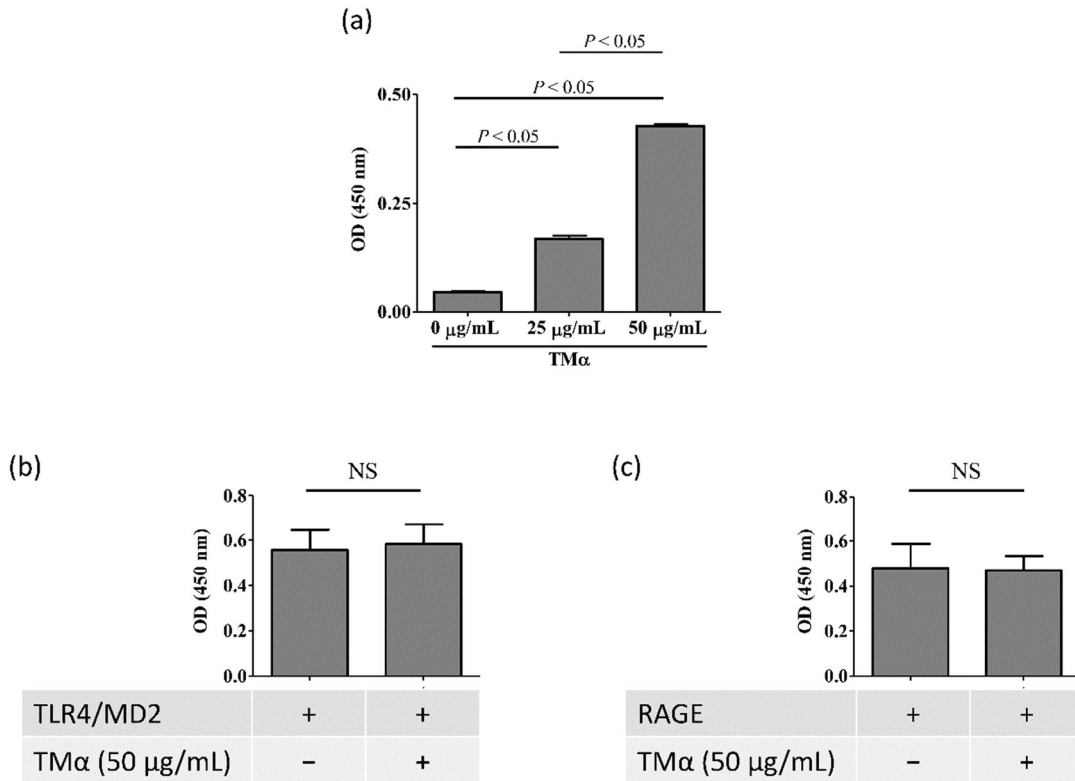 (a)
P < 0.05
P < 0.05
P < 0.05
OD (450 nm)
0.50
0.25
0.00
0 μg/mL 25 μg/mL 50 μg/mL
TMα
(b)
NS
OD (450 nm)
0.8
0.6
0.4
0.2
0.0
TLR4/MD2 + +
TMα (50 μg/mL) − +
(c)
NS
OD (450 nm)
0.8
0.6
0.4
0.2
0.0
RAGE + +
TMα (50 μg/mL) − +